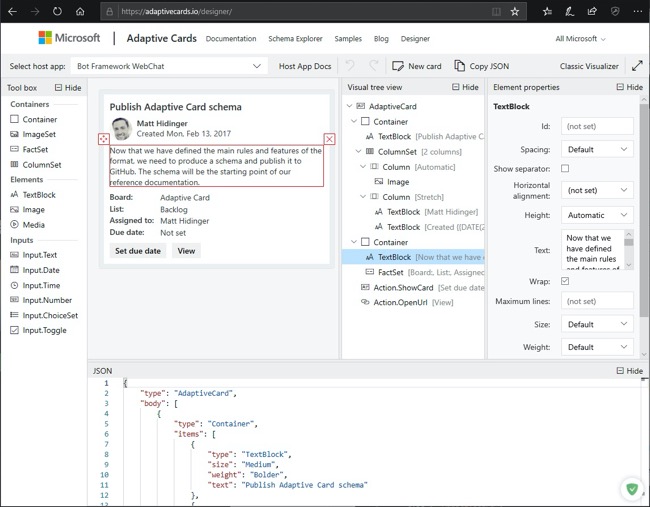 https://adaptivecards.io/designer/
Microsoft
Adaptive Cards
Documentation
Schema Explorer
Samples
Blog
Designer
All Microsoft
Select host app:
Bot Framework WebChat
Host App Docs
New card
Copy JSON
Classic Visualizer
Tool box
Hide
Containers
Container
ImageSet
FactSet
ColumnSet
Elements
TextBlock
Image
Media
Inputs
Input.Text
Input.Date
Input.Time
Input.Number
Input.ChoiceSet
Input.Toggle
Publish Adaptive Card schema
Matt Hidinger
Created Mon, Feb 13, 2017
Now that we have defined the main rules and features of the
format, we need to produce a schema and publish it to
GitHub. The schema will be the starting point of our
reference documentation.
Board: Adaptive Card
List: Backlog
Assigned to: Matt Hidinger
Due date: Not set
Set due date
View
Visual tree view
Hide
AdaptiveCard
Container
TextBlock [Publish Adaptive C
ColumnSet [2 columns]
Column [Automatic]
Image
Column [Stretch]
TextBlock [Matt Hidinger]
TextBlock [Created {{DATE(2
Container
TextBlock [Now that we have
FactSet [Board:, List:, Assigned
Action.ShowCard [Set due date
Action.OpenUrl [View]
Element properties
Hide
TextBlock
Id: (not set)
Spacing: Default
Show separator:
Horizontal
alignment: (not set)
Height: Automatic
Text: Now that we
have defined
the main rules
and features of
Wrap:
Maximum lines: (not set)
Size: Default
Weight: Default
JSON
Hide
1 {
2 "type": "AdaptiveCard",
3 "body": [
4 {
5 "type": "Container",
6 "items": [
7 {
8 "type": "TextBlock",
9 "size": "Medium",
10 "weight": "Bolder",
11 "text": "Publish Adaptive Card schema"
12 },
13 {